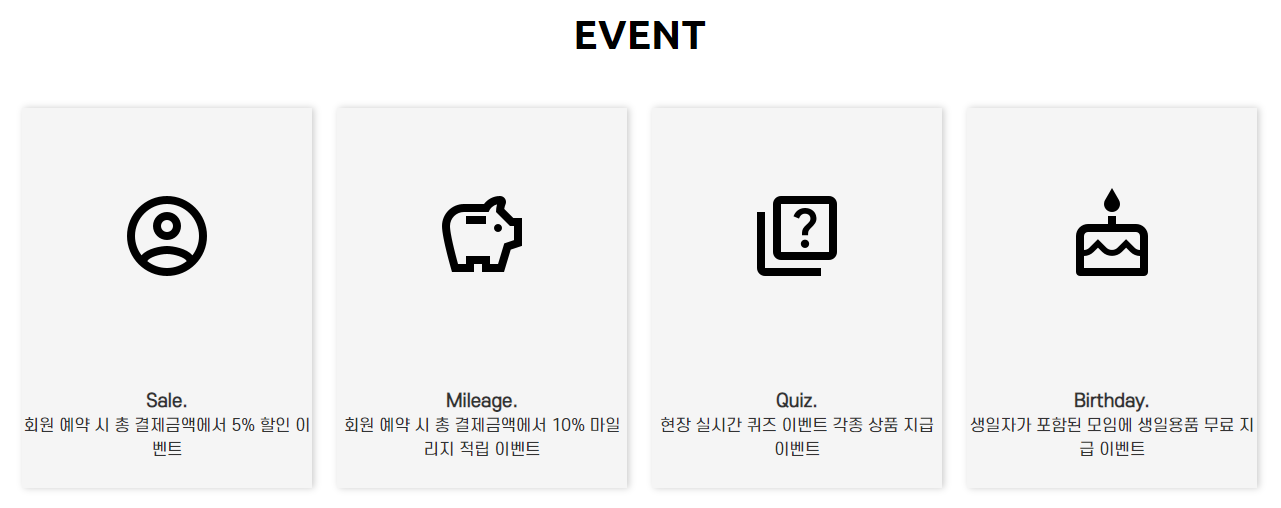 EVENT
Sale.
회원 예약 시 총 결제금액에서 5% 할인 이
벤트
Mileage.
회원 예약 시 총 결제금액에서 10% 마일
리지 적립 이벤트
Quiz.
현장 실시간 퀴즈 이벤트 각종 상품 지급
이벤트
Birthday.
생일자가 포함된 모임에 생일용품 무료 지
급 이벤트